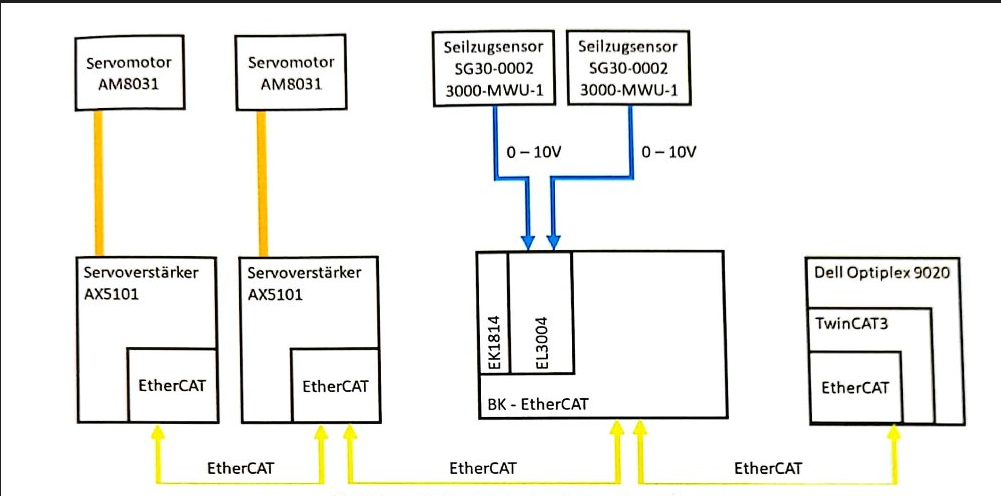 Servomotor
AM8031
Servomotor
AM8031
Seilzugsensor
SG30-0002
3000-MWU-1
Seilzugsensor
SG30-0002
3000-MWU-1
0 – 10V
0 – 10V
Servoverstärker
AX5101
EtherCAT
Servoverstärker
AX5101
EtherCAT
EK1814
EL3004
BK - EtherCAT
Dell Optiplex 9020
TwinCAT3
EtherCAT
EtherCAT
EtherCAT
EtherCAT